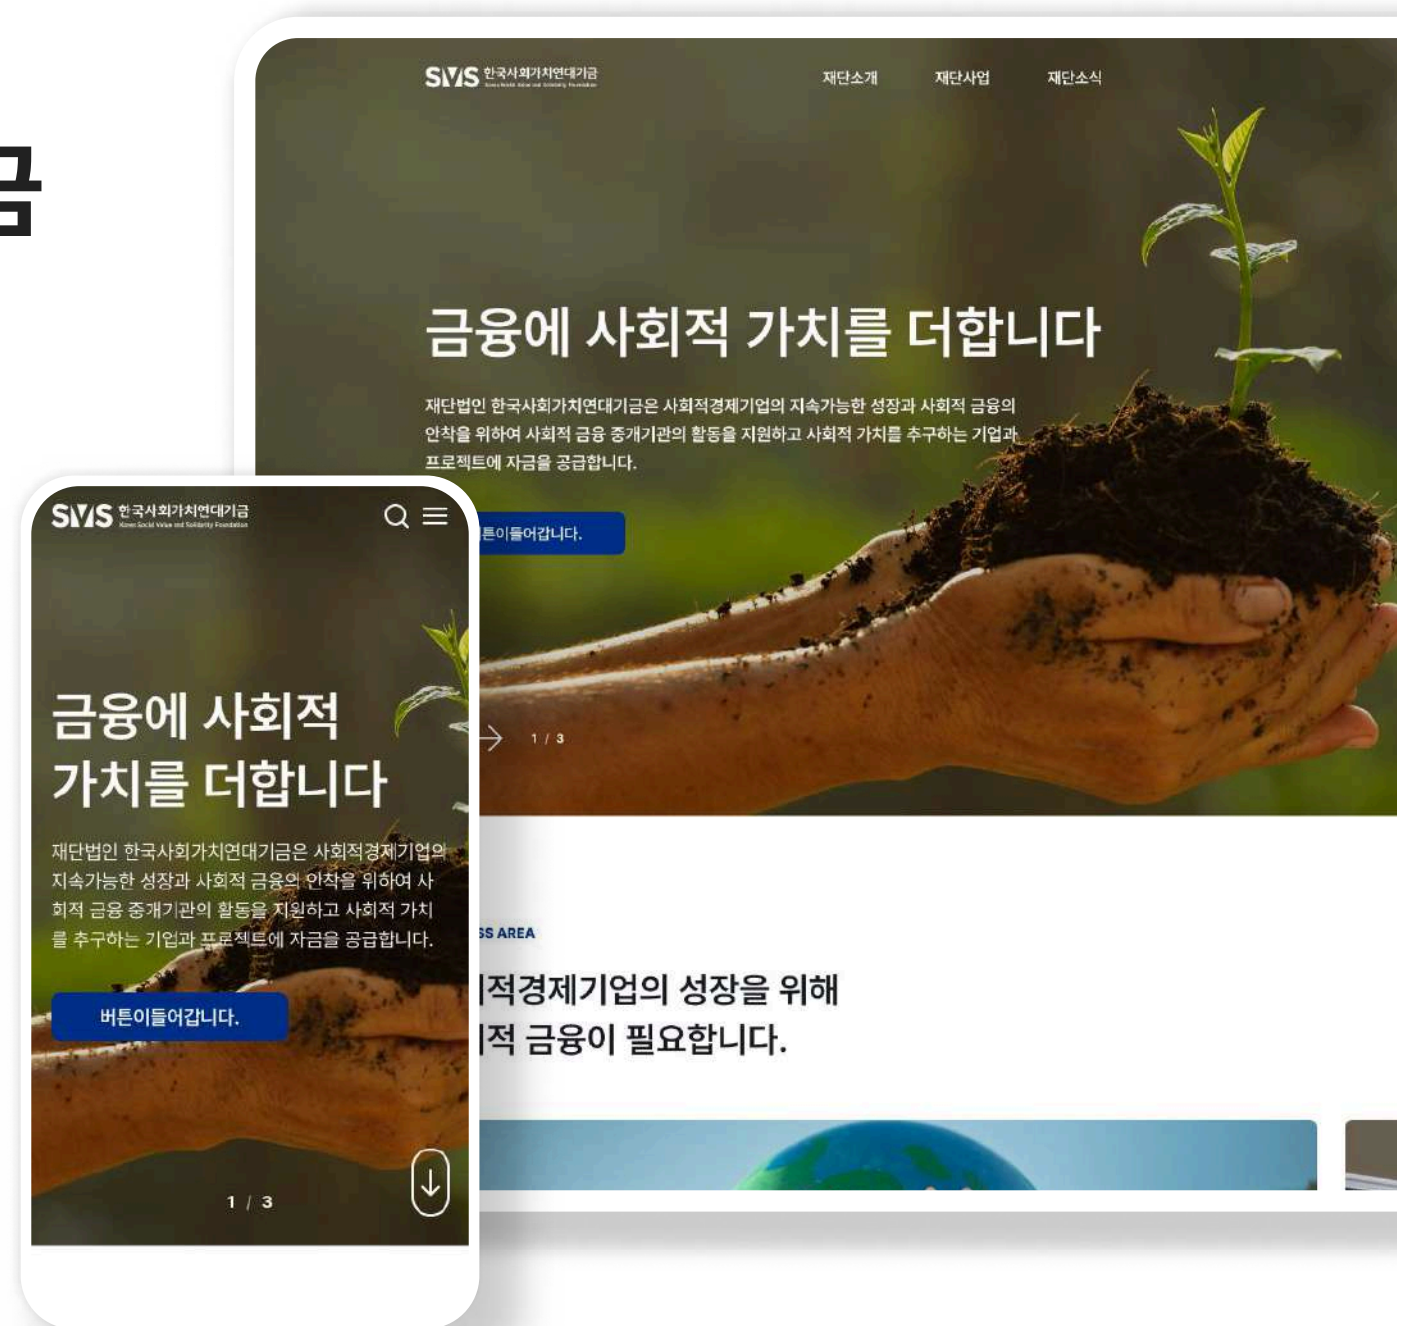 금
SVS 한국사회가치연대기금
Korea Social Value and Solidarity Foundation
재단소개 재단사업 재단소식
금융에 사회적 가치를 더합니다
재단법인 한국사회가치연대기금은 사회적경제기업의 지속가능한 성장과 사회적 금융의
안착을 위하여 사회적 금융 중개기관의 활동을 지원하고 사회적 가치를 추구하는 기업과
프로젝트에 자금을 공급합니다.
튼이들어갑니다.
1 / 3
SS AREA
적경제기업의 성장을 위해
적 금융이 필요합니다.
SVS 한국사회가치연대기금
Korea Social Value and Solidarity Foundation
금융에 사회적
가치를 더합니다
재단법인 한국사회가치연대기금은 사회적경제기업의
지속가능한 성장과 사회적 금융의 안착을 위하여 사
회적 금융 중개기관의 활동을 지원하고 사회적 가치
를 추구하는 기업과 프로젝트에 자금을 공급합니다.
버튼이들어갑니다.
1 / 3